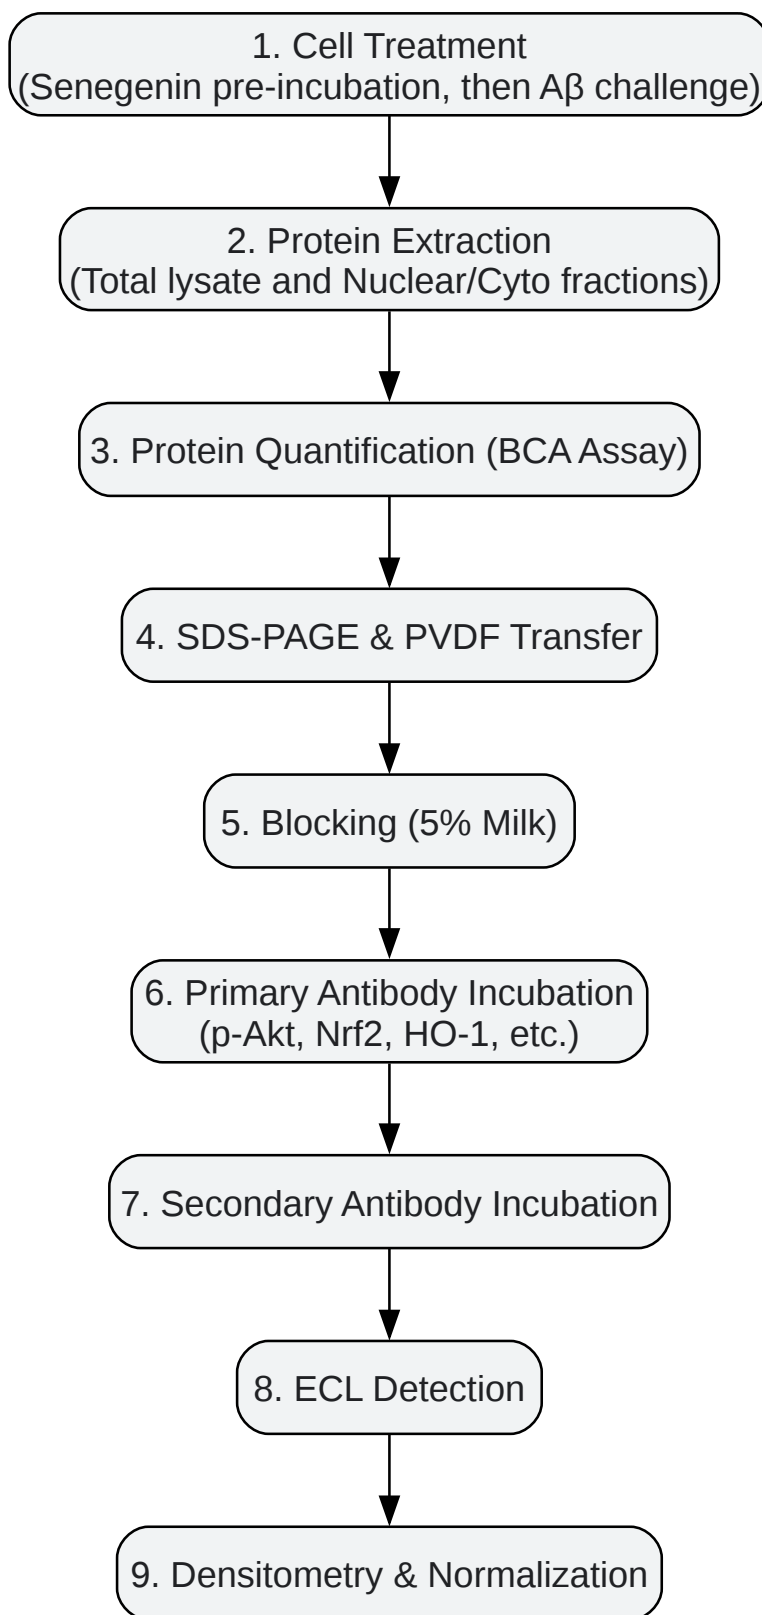 1. Cell Treatment
(Senegenin pre-incubation, then Aβ challenge)
2. Protein Extraction
(Total lysate and Nuclear/Cyto fractions)
3. Protein Quantification (BCA Assay)
4. SDS-PAGE & PVDF Transfer
5. Blocking (5% Milk)
6. Primary Antibody Incubation
(p-Akt, Nrf2, HO-1, etc.)
7. Secondary Antibody Incubation
8. ECL Detection
9. Densitometry & Normalization